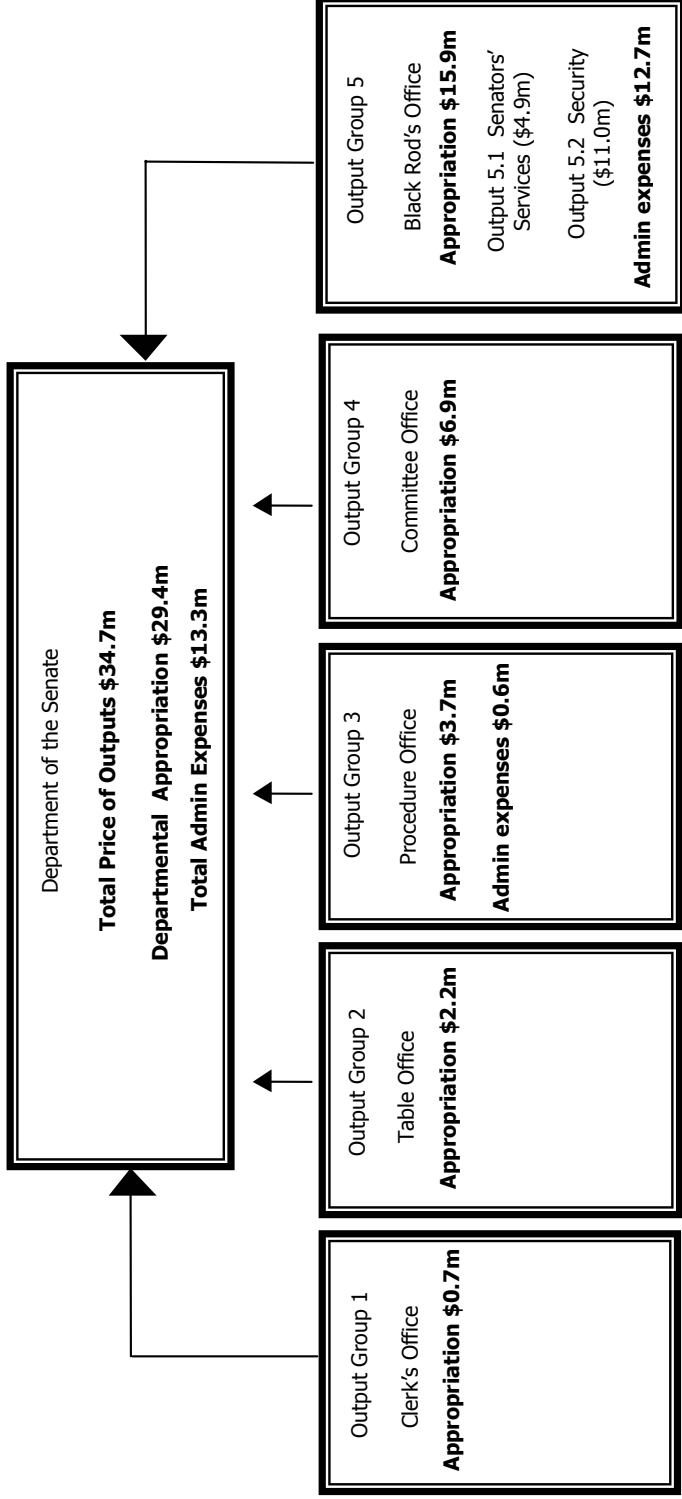 Department of the Senate
Total Price of Outputs $34.7m
Departmental Appropriation $29.4m
Total Admin Expenses $13.3m
Output Group 1
Clerk's Office
Appropriation $0.7m
Output Group 2
Table Office
Appropriation $2.2m
Output Group 3
Procedure Office
Appropriation $3.7m
Admin expenses $0.6m
Output Group 4
Committee Office
Appropriation $6.9m
Output Group 5
Black Rod's Office
Appropriation $15.9m
Output 5.1 Senators'
Services ($4.9m)
Output 5.2 Security
($11.0m)
Admin expenses $12.7m